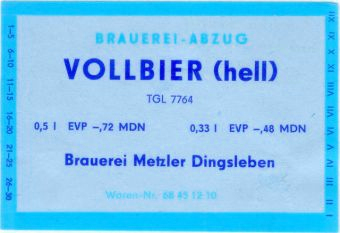 BRAUEREI-ABZUG
VOLLBIER (hell)
TGL 7764
0,5 l EVP –,72 MDN 0,33 l EVP –,48 MDN
Brauerei Metzler Dingsleben
Waren-Nr. 68 45 12 10
1–5
6–10
11–15
16–20
21–25
26–30
I II III IV V VI VII VIII IX X XI XII